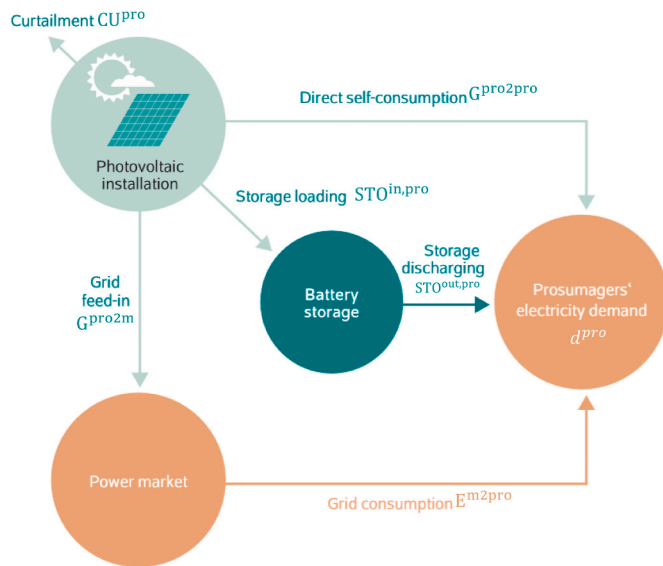 Curtailment CU^pro
Photovoltaic
installation
Direct self-consumption G^pro2pro
Storage loading STO^in,pro
Grid
feed-in
G^pro2m
Battery
storage
Storage
discharging
STO^out,pro
Prosumagers‘
electricity demand
d^pro
Power market
Grid consumption E^m2pro